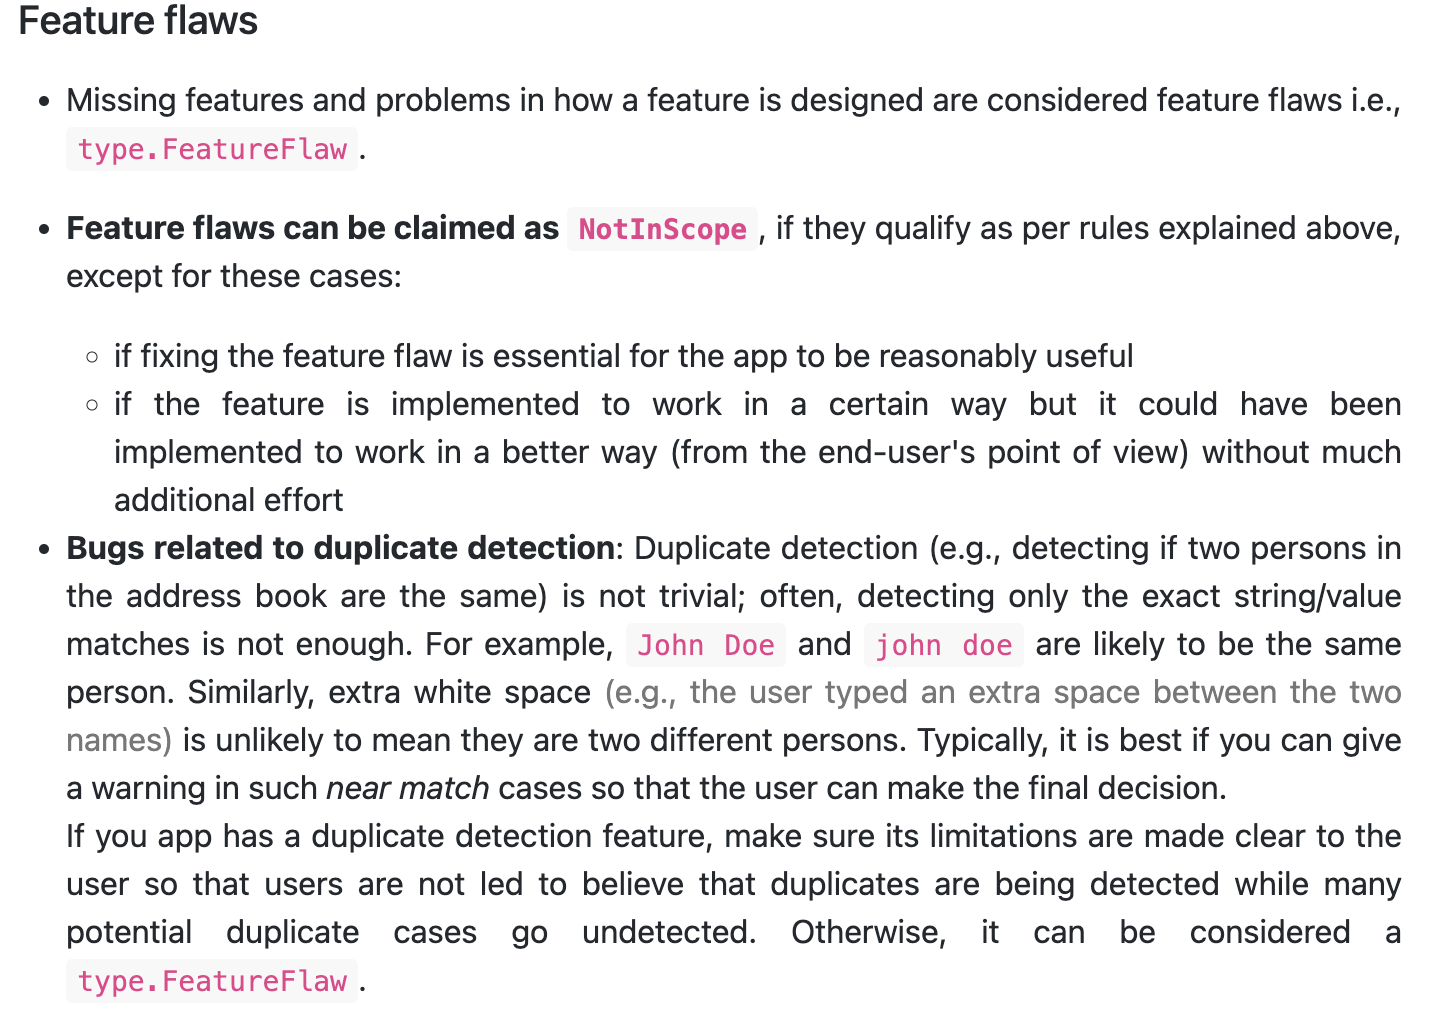 Feature flaws
Missing features and problems in how a feature is designed are considered feature flaws i.e.,
type.FeatureFlaw .
Feature flaws can be claimed as NotInScope , if they qualify as per rules explained above,
except for these cases:
if fixing the feature flaw is essential for the app to be reasonably useful
if the feature is implemented to work in a certain way but it could have been
implemented to work in a better way (from the end-user's point of view) without much
additional effort
Bugs related to duplicate detection: Duplicate detection (e.g., detecting if two persons in
the address book are the same) is not trivial; often, detecting only the exact string/value
matches is not enough. For example, John Doe and john doe are likely to be the same
person. Similarly, extra white space (e.g., the user typed an extra space between the two
names) is unlikely to mean they are two different persons. Typically, it is best if you can give
a warning in such near match cases so that the user can make the final decision.
If you app has a duplicate detection feature, make sure its limitations are made clear to the
user so that users are not led to believe that duplicates are being detected while many
potential duplicate cases go undetected. Otherwise, it can be considered a
type.FeatureFlaw .